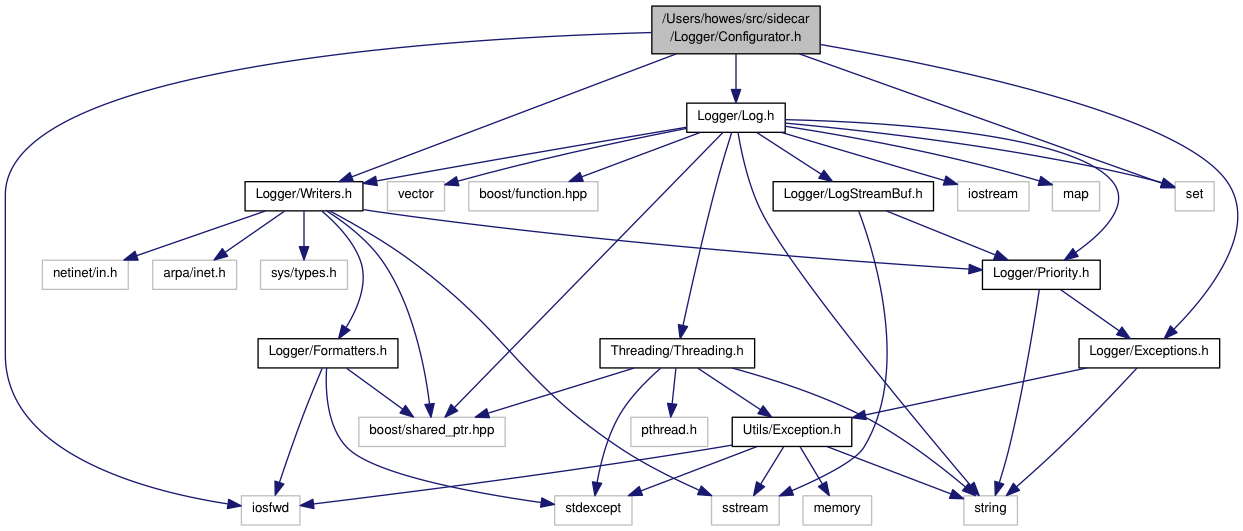 /Users/howes/src/sidecar
/Logger/Configurator.h
Logger/Log.h
Logger/Writers.h
vector
boost/function.hpp
Logger/LogStreamBuf.h
iostream
map
set
netinet/in.h
arpa/inet.h
sys/types.h
Logger/Priority.h
Logger/Formatters.h
Threading/Threading.h
Logger/Exceptions.h
boost/shared_ptr.hpp
pthread.h
Utils/Exception.h
iosfwd
stdexcept
sstream
memory
string